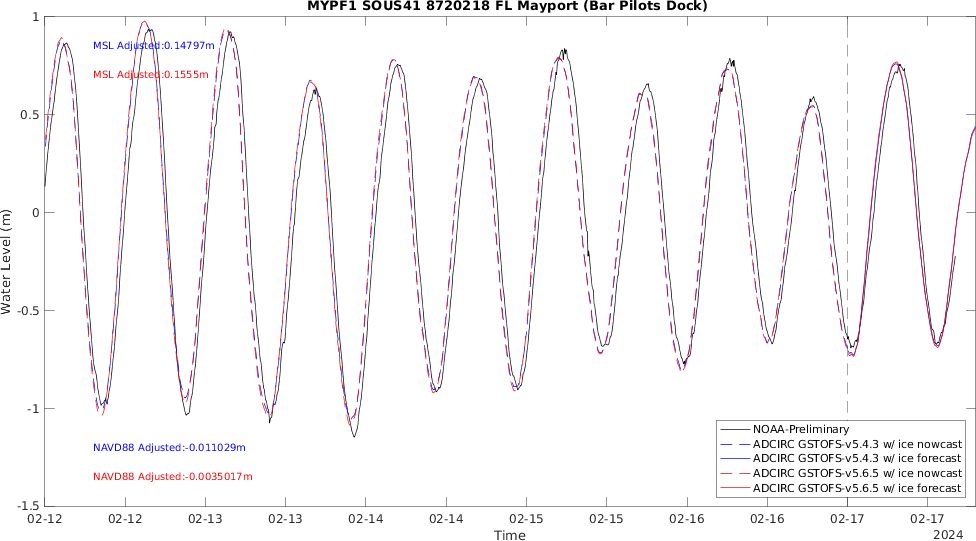 MYPF1 SOUS41 8720218 FL Mayport (Bar Pilots Dock)
1
0.5
0
-0.5
-1
-1.5
Water Level (m)
MSL Adjusted:0.14797m
MSL Adjusted:0.1555m
NAVD88 Adjusted:-0.011029m
NAVD88 Adjusted:-0.0035017m
NOAA-Preliminary
ADCIRC GSTOFS-v5.4.3 w/ ice nowcast
ADCIRC GSTOFS-v5.4.3 w/ ice forecast
ADCIRC GSTOFS-v5.6.5 w/ ice nowcast
ADCIRC GSTOFS-v5.6.5 w/ ice forecast
02-12 02-12 02-13 02-13 02-14 02-14 02-15 02-15 02-16 02-16 02-17 02-17
Time
2024